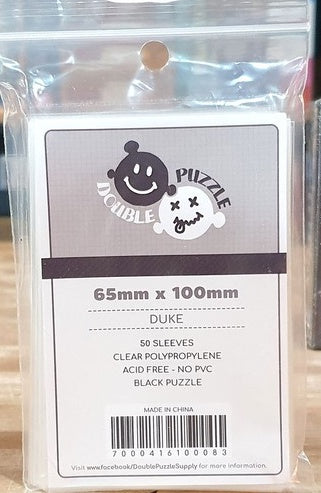 DOUBLE PUZZLE
65mm x 100mm
DUKE
50 SLEEVES
CLEAR POLYPROPYLENE
ACID FREE - NO PVC
BLACK PUZZLE
MADE IN CHINA
7000416100083
Visit www.facebook/DoublePuzzleSupply for more information.